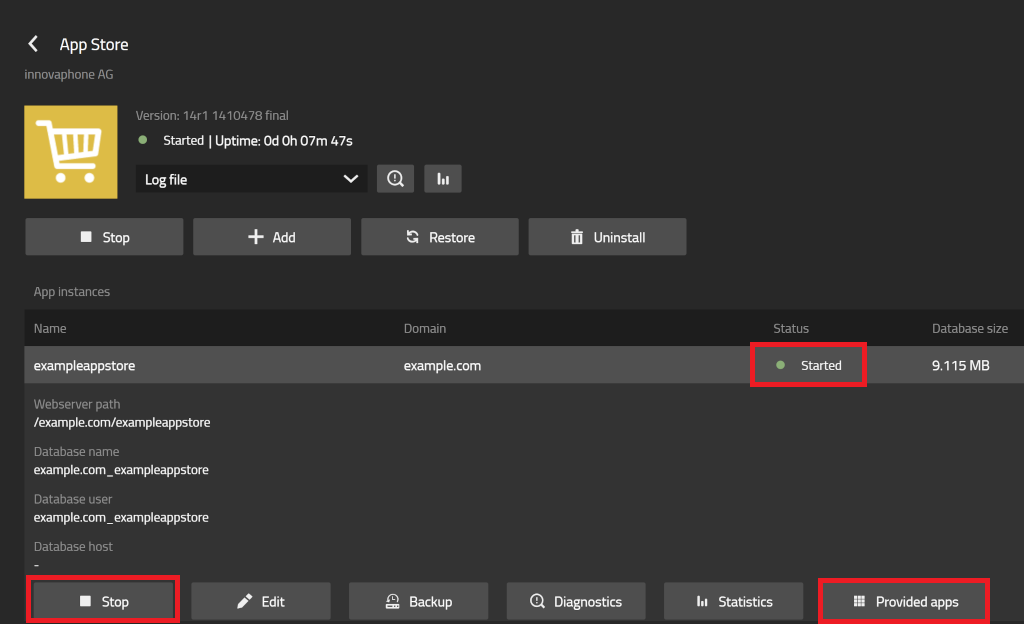 App Store
innovaphone AG
Version: 14r1 1410478 final
Started | Uptime: 0d 0h 07m 47s
Log file
Stop Add Restore Uninstall
App instances
Name Domain Status Database size
exampleappstore example.com Started 9.115 MB
Webserver path
/example.com/exampleappstore
Database name
example.com_exampleappstore
Database user
example.com_exampleappstore
Database host
-
Stop Edit Backup Diagnostics Statistics Provided apps